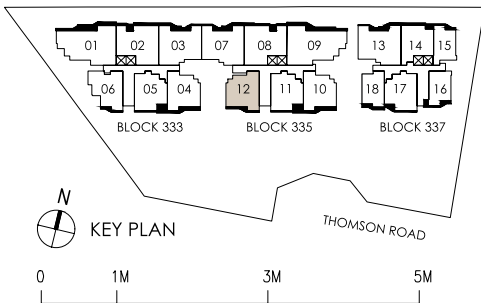 01 02 03 07 08 09 13 14 15
06 05 04 12 11 10 18 17 16
BLOCK 333 BLOCK 335 BLOCK 337
N
KEY PLAN
THOMSON ROAD
0 1M 3M 5M